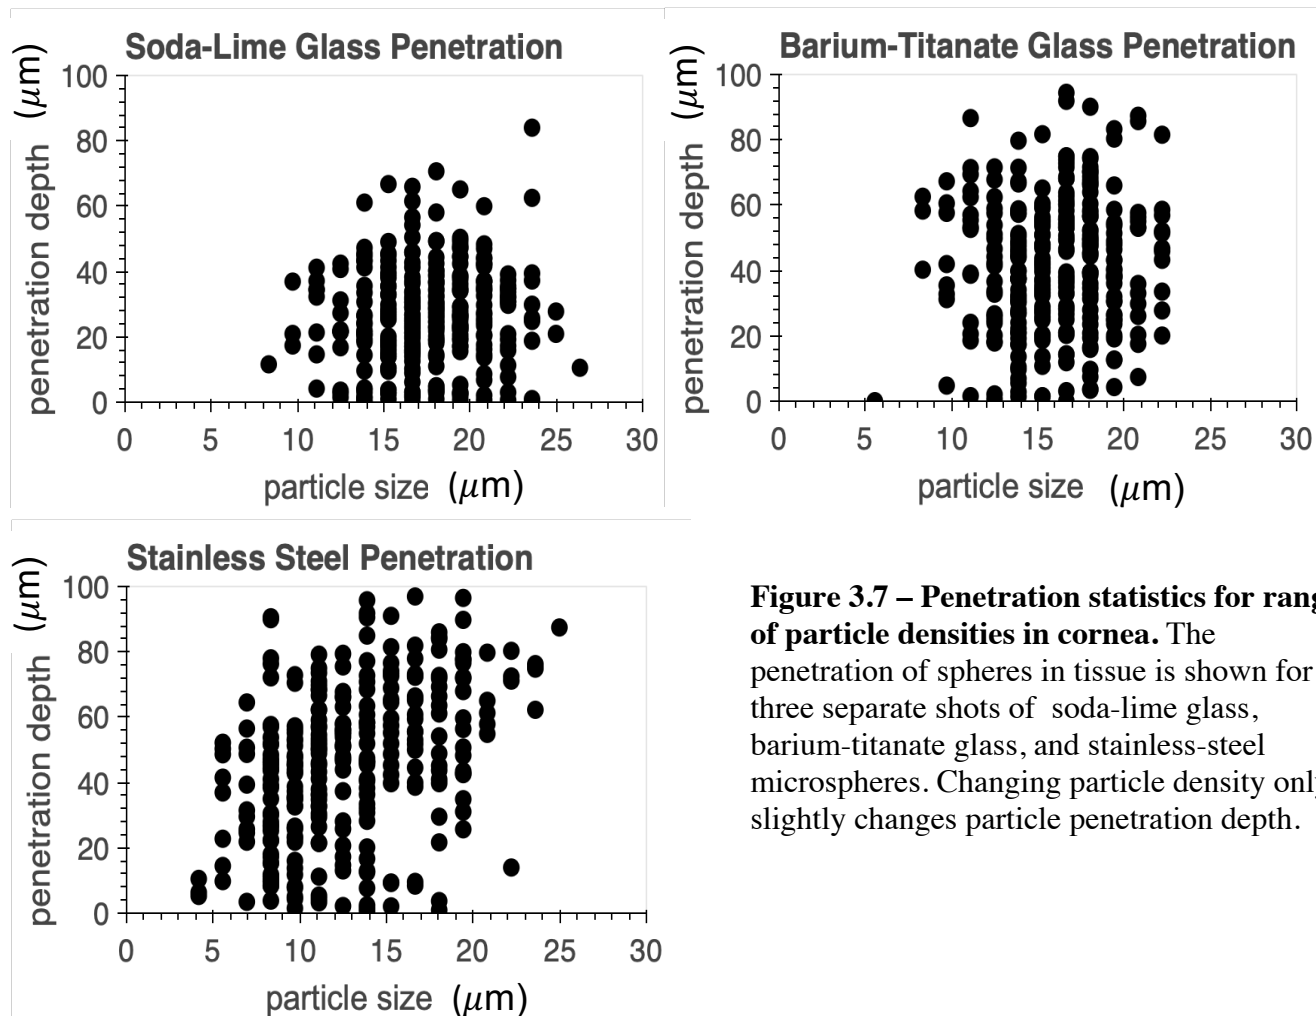 Soda-Lime Glass Penetration
penetration depth (μm)
100
80
60
40
20
0
0 5 10 15 20 25 30
particle size (μm)
Barium-Titanate Glass Penetration
penetration depth (μm)
100
80
60
40
20
0
0 5 10 15 20 25 30
particle size (μm)
Stainless Steel Penetration
penetration depth (μm)
100
80
60
40
20
0
0 5 10 15 20 25 30
particle size (μm)
Figure 3.7 – Penetration statistics for
of particle densities in cornea. The
penetration of spheres in tissue is shown for
three separate shots of soda-lime glass,
barium-titanate glass, and stainless-steel
microspheres. Changing particle density
slightly changes particle penetration depth.